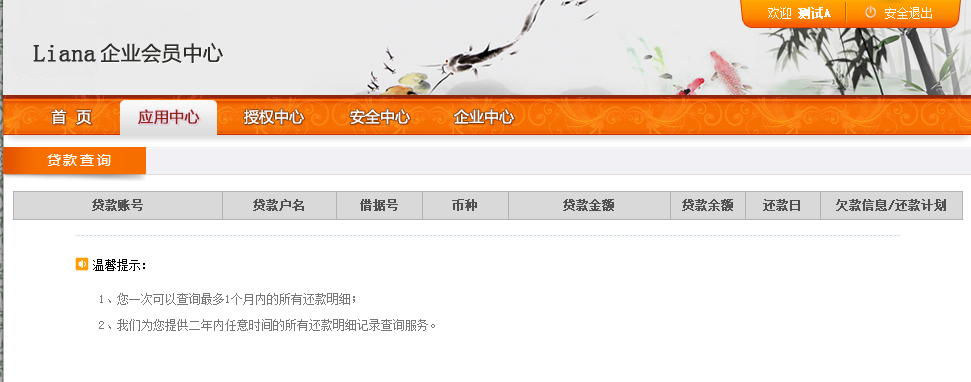 欢迎 测试A 安全退出
Liana 企业会员中心
首 页 应用中心 授权中心 安全中心 企业中心
贷款查询
贷款账号 贷款户名 借据号 币种 贷款金额 贷款余额 还款日 欠款信息/还款计划
温馨提示：
1、您一次可以查询最多1个月内的所有还款明细；
2、我们为您提供二年内任意时间的所有还款明细记录查询服务。